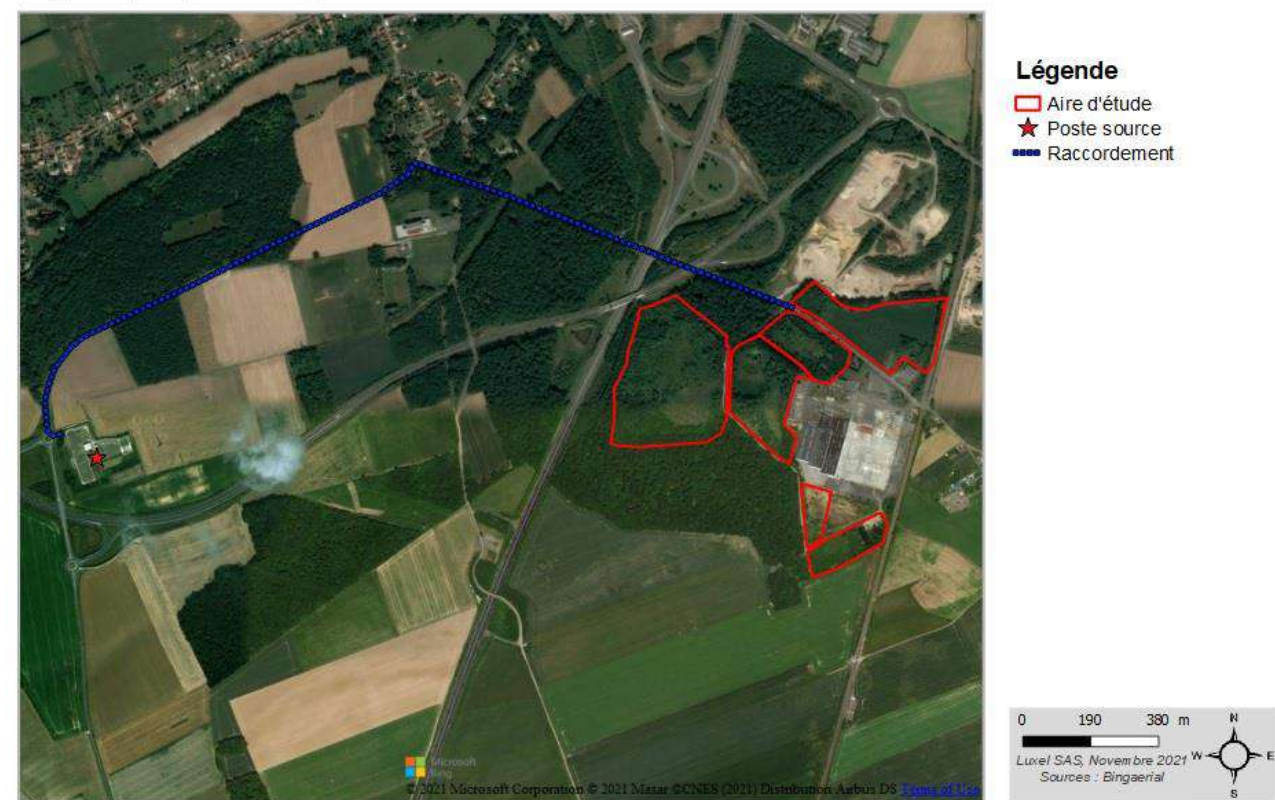 Légende
Aire d'étude
Poste source
Raccordement
0 190 380 m
N
W E
S
Luxel SAS, Novembre 2021
Sources : Bingaerial
Microsoft
Bing
© 2021 Microsoft Corporation © 2021 Maxar ©CNES (2021) Distribution Airbus DS Terms of Use